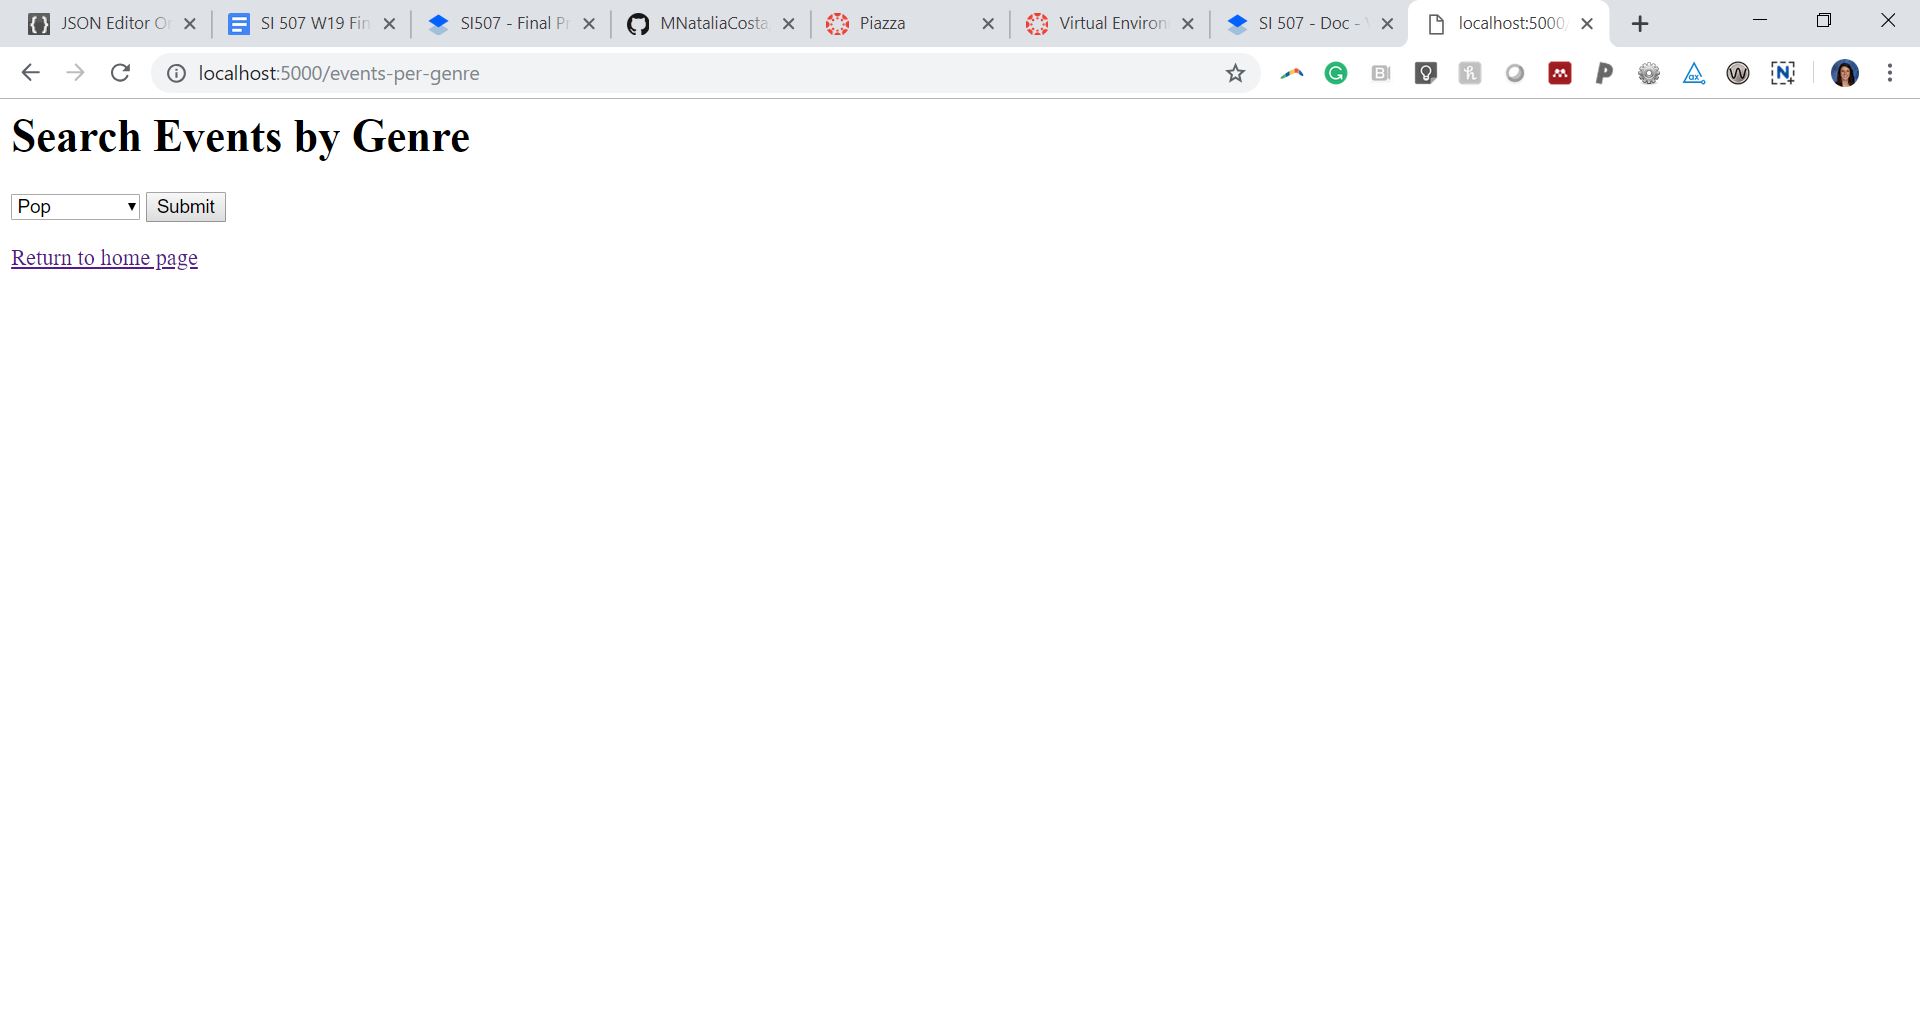 JSON Editor Or
SI 507 W19 Fin
SI507 - Final Pr
MNataliaCosta
Piazza
Virtual Environ
SI 507 - Doc -
localhost:5000
localhost:5000/events-per-genre
Search Events by Genre
Pop
Submit
Return to home page